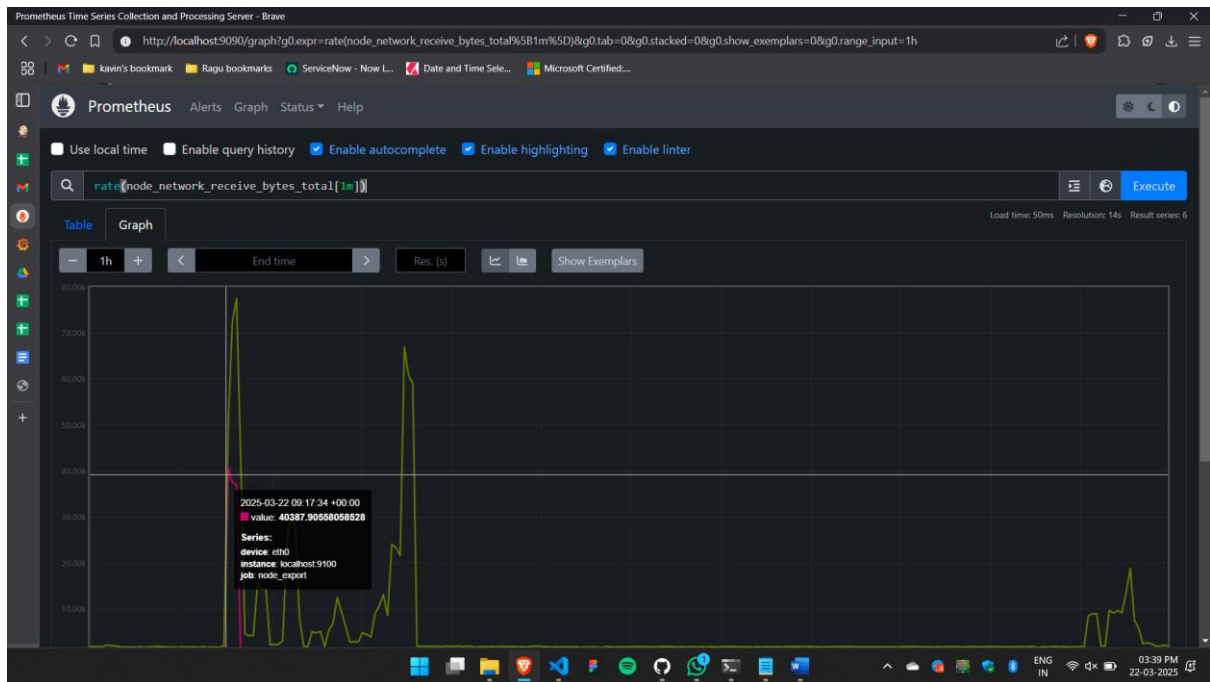 Prometheus Time Series Collection and Processing Server - Brave
http://localhost:9090/graph?g0.expr=rate(node_network_receive_bytes_total%5B1m%5D)&g0.tab=0&g0.stacked=0&g0.show_exemplars=0&g0.range_input=1h
kavin's bookmark Ragu bookmarks ServiceNow - Now L... Date and Time Sele... Microsoft Certified:...
Prometheus Alerts Graph Status Help
Use local time Enable query history Enable autocomplete Enable highlighting Enable linter
rate(node_network_receive_bytes_total[1m]) Execute
Table Graph Load time: 50ms Resolution: 14s Result series: 6
− 1h + End time Res. (s) Show Exemplars
80.00k
70.00k
60.00k
50.00k
40.00k
2025-03-22 09:17:34 +00:00
value: 40387.90558058528
30.00k
Series:
device: eth0
20.00k
instance: localhost:9100
job: node_export
10.00k
ENG 03:39 PM
IN 22-03-2025